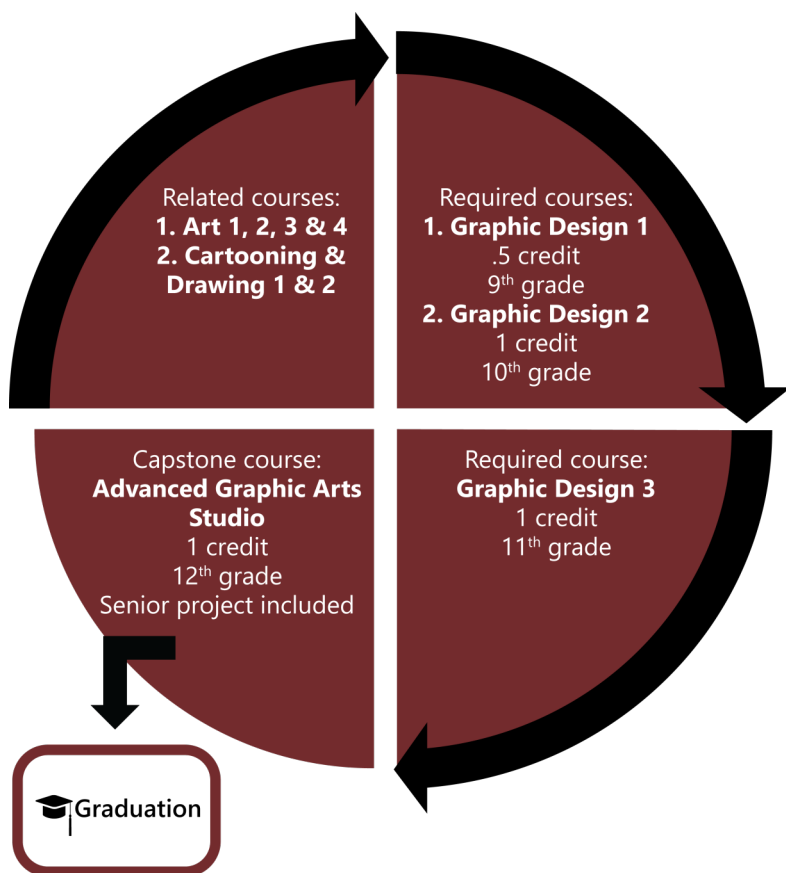 Related courses:
1. Art 1, 2, 3 & 4
2. Cartooning &
Drawing 1 & 2
Required courses:
1. Graphic Design 1
.5 credit
9th grade
2. Graphic Design 2
1 credit
10th grade
Required course:
Graphic Design 3
1 credit
11th grade
Capstone course:
Advanced Graphic Arts
Studio
1 credit
12th grade
Senior project included
Graduation